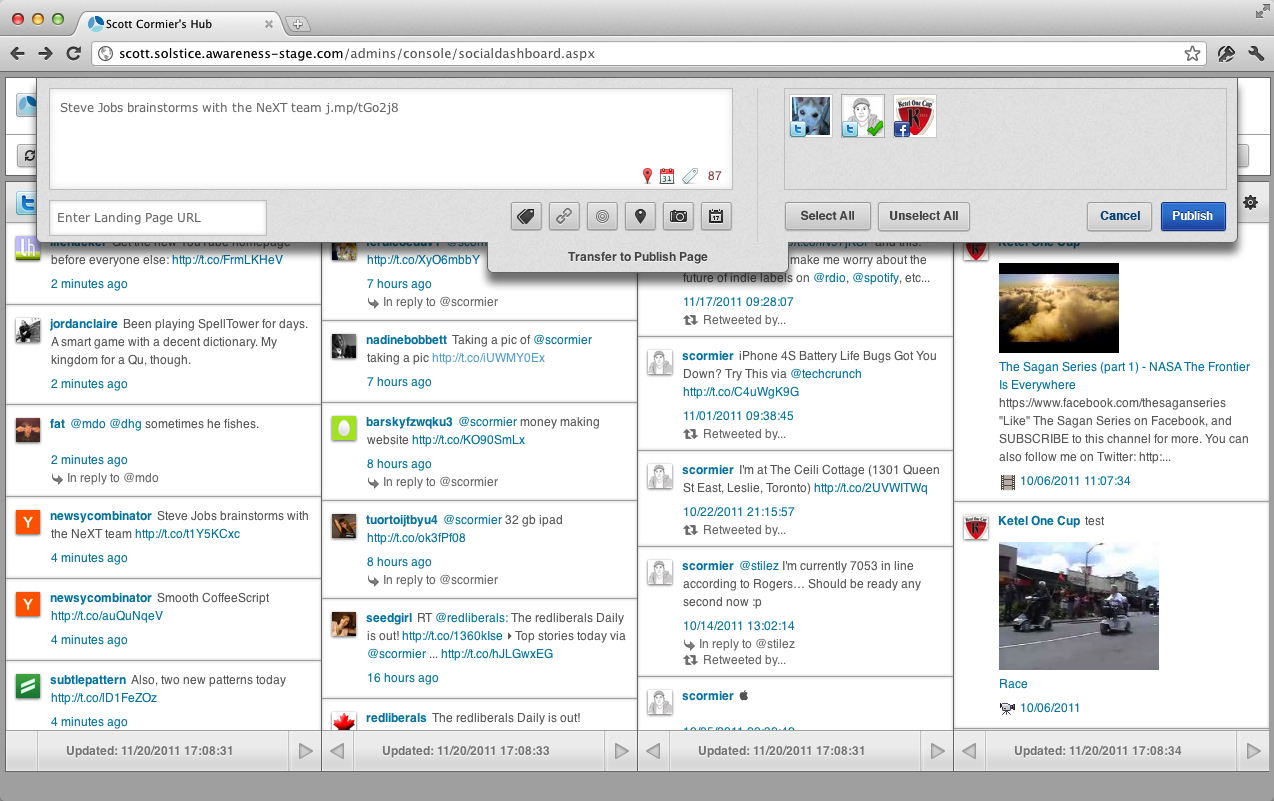 Scott Cormier's Hub
scott.solstice.awareness-stage.com/admins/console/socialdashboard.aspx
Steve Jobs brainstorms with the NeXT team j.mp/tGo2j8
31
87
Ketel One Cup
Enter Landing Page URL
17
Select All
Unselect All
Cancel
Publish
Transfer to Publish Page
before everyone else: http://t.co/FrmLKHeV
2 minutes ago
jordanclaire Been playing SpellTower for days.
A smart game with a decent dictionary. My
kingdom for a Qu, though.
2 minutes ago
fat @mdo @dhg sometimes he fishes.
2 minutes ago
In reply to @mdo
Y
newsycombinator Steve Jobs brainstorms with
the NeXT team http://t.co/t1Y5KCxc
4 minutes ago
Y
newsycombinator Smooth CoffeeScript
http://t.co/auQuNqeV
4 minutes ago
subtlepattern Also, two new patterns today
http://t.co/lD1FeZOz
4 minutes ago
Updated: 11/20/2011 17:08:31
http://t.co/XyO6mbbY
7 hours ago
In reply to @scormier
nadinebobbett Taking a pic of @scormier
taking a pic http://t.co/iUWMY0Ex
7 hours ago
barskyfzwqku3 @scormier money making
website http://t.co/KO90SmLx
8 hours ago
In reply to @scormier
tuortoijtbyu4 @scormier 32 gb ipad
http://t.co/ok3fPf08
8 hours ago
In reply to @scormier
seedgirl RT @redliberals: The redliberals Daily
is out! http://t.co/1360kIse ▸ Top stories today via
@scormier ... http://t.co/hJLGwxEG
16 hours ago
redliberals The redliberals Daily is out!
Updated: 11/20/2011 17:08:33
make me worry about the
future of indie labels on @rdio, @spotify, etc...
11/17/2011 09:28:07
Retweeted by...
scormier iPhone 4S Battery Life Bugs Got You
Down? Try This via @techcrunch
http://t.co/C4uWgK9G
11/01/2011 09:38:45
Retweeted by...
scormier I'm at The Ceili Cottage (1301 Queen
St East, Leslie, Toronto) http://t.co/2UVWITWq
10/22/2011 21:15:57
Retweeted by...
scormier @stilez I'm currently 7053 in line
according to Rogers… Should be ready any
second now :p
10/14/2011 13:02:14
In reply to @stilez
Retweeted by...
scormier
Updated: 11/20/2011 17:08:31
Ketel One Cup
The Sagan Series (part 1) - NASA The Frontier
Is Everywhere
https://www.facebook.com/thesaganseries
"Like" The Sagan Series on Facebook, and
SUBSCRIBE to this channel for more. You can
also follow me on Twitter: http:...
10/06/2011 11:07:34
Ketel One Cup test
Race
10/06/2011
Updated: 11/20/2011 17:08:34